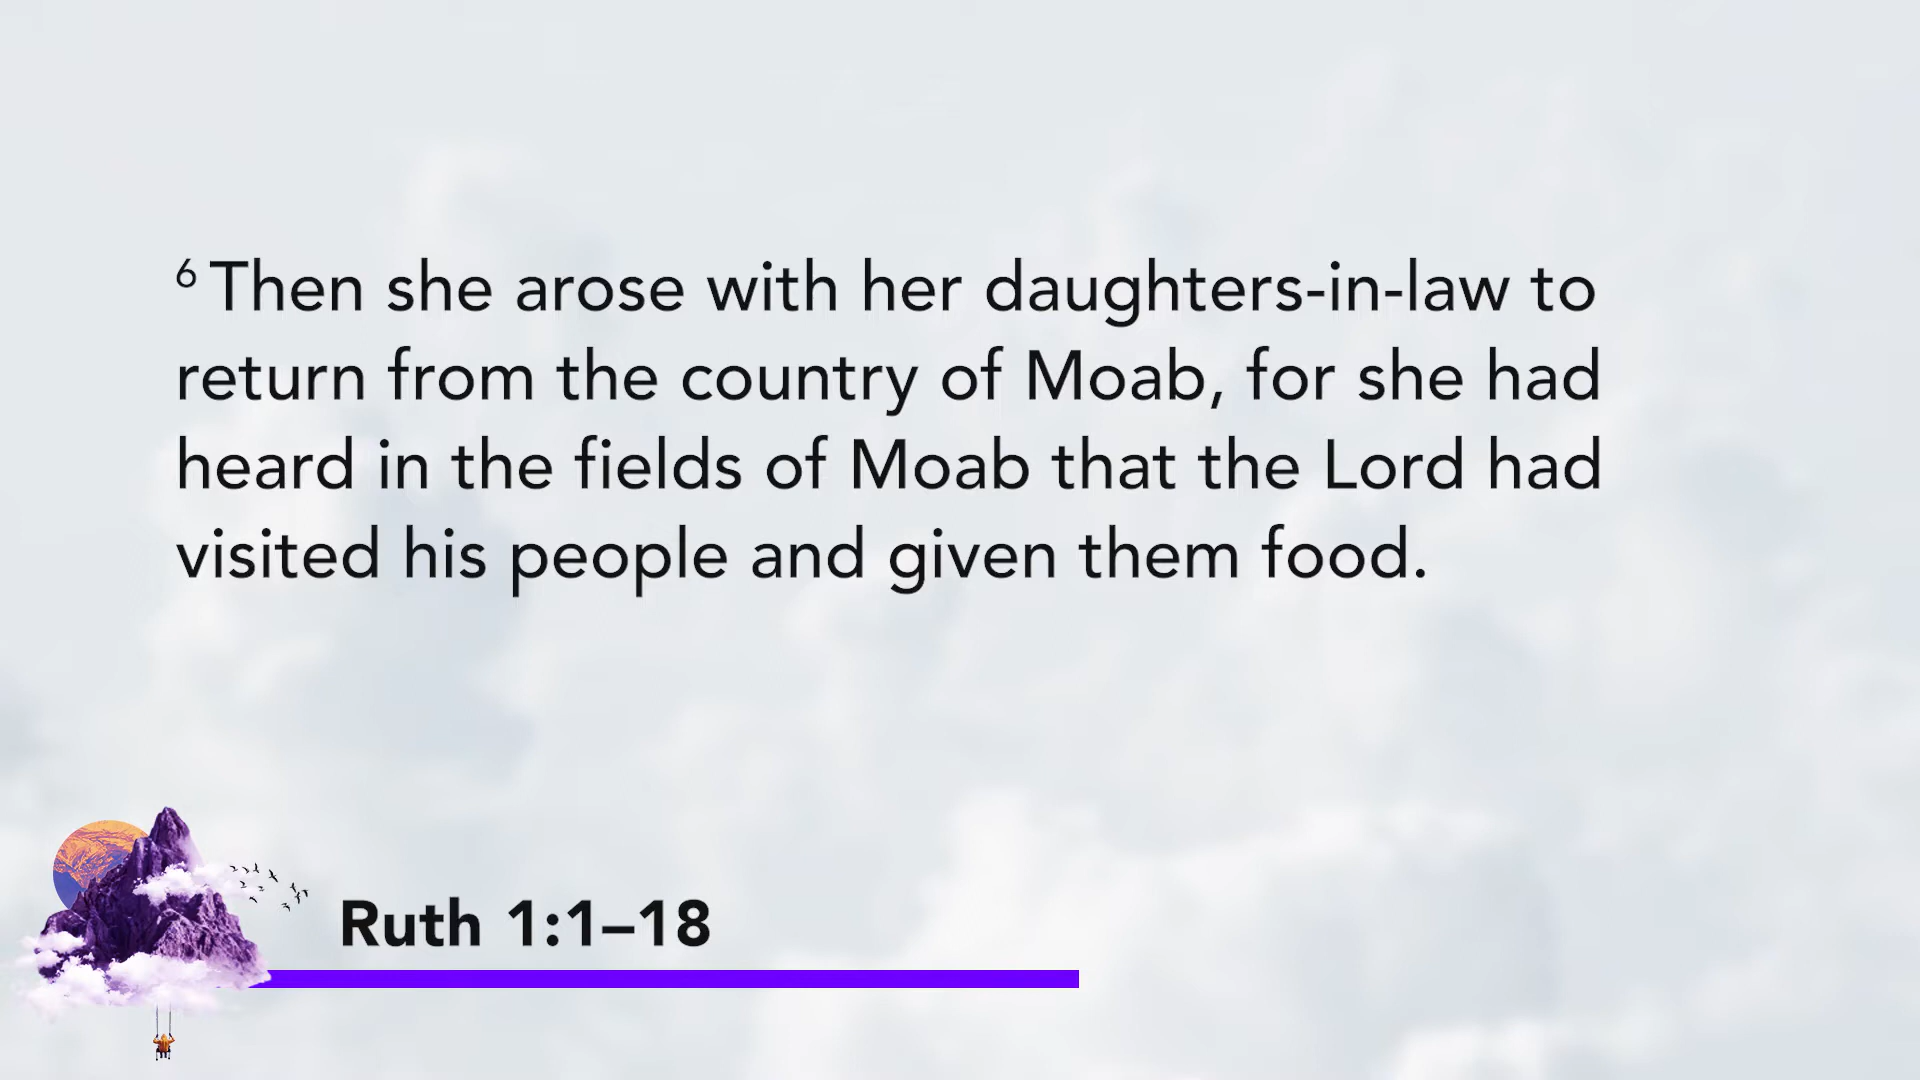 6 Then she arose with her daughters-in-law to
return from the country of Moab, for she had
heard in the fields of Moab that the Lord had
visited his people and given them food.
Ruth 1:1–18